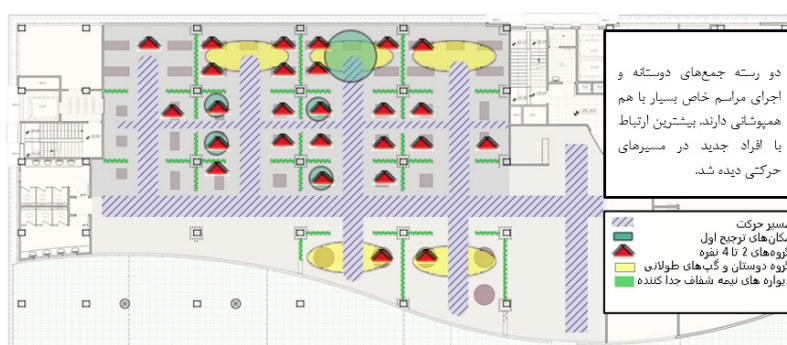 دو رسته جمع‌های دوستانه و
اجرای مراسم خاص بسیار با هم
همپوشانی دارند. بیشترین ارتباط
با افراد جدید در مسیرهای
حرکتی دیده شد.
مسیر حرکت
مکان‌های ترجیح اول
گروه‌های 2 تا 4 نفره
گروه دوستان و گپ‌های طولانی
دیواره های نیمه شفاف جدا کننده